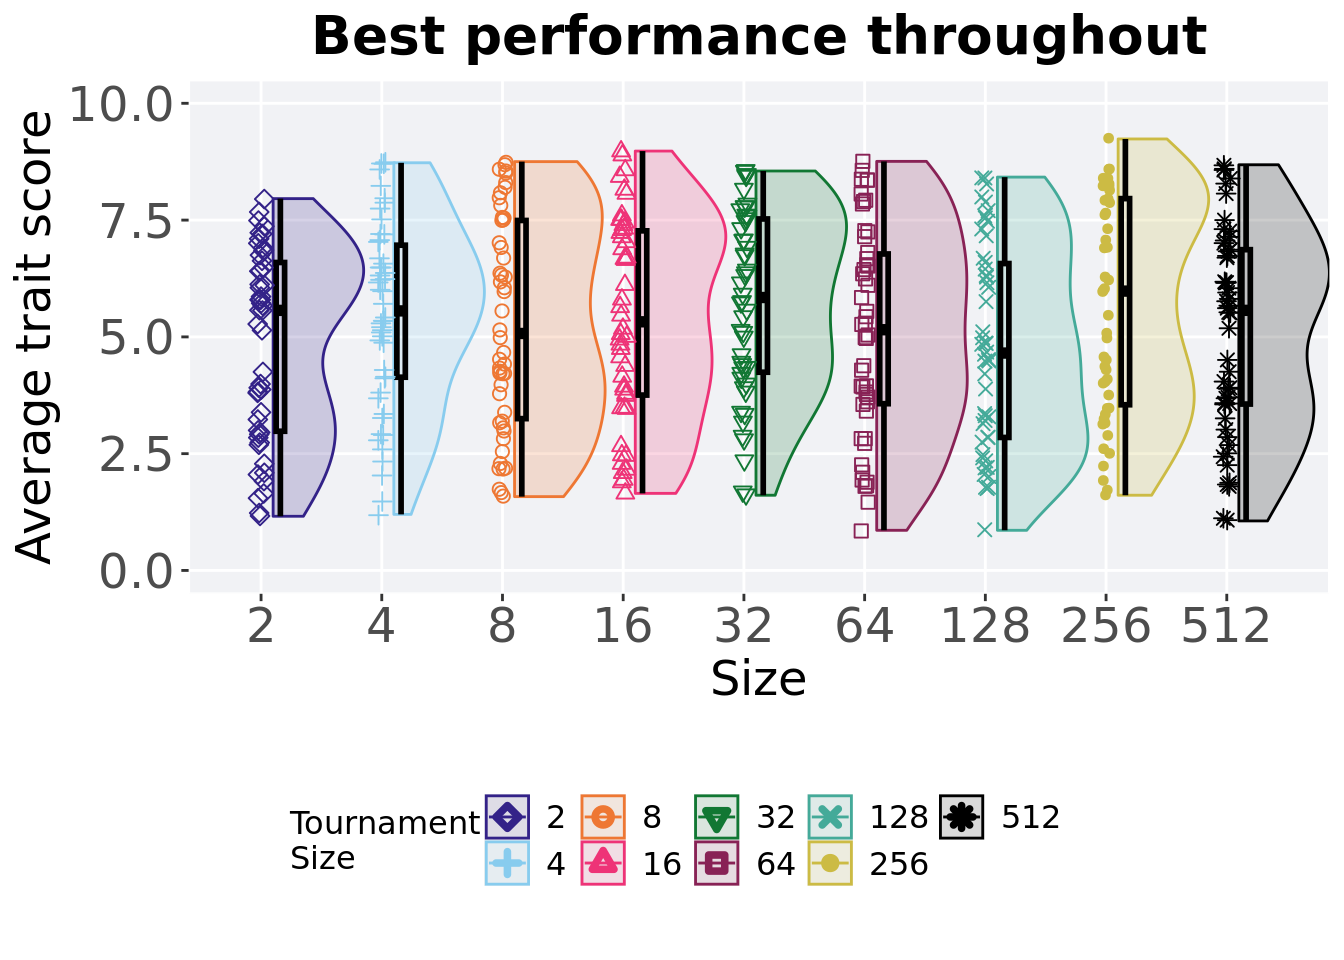 Best performance throughout
Average trait score
10.0
7.5
5.0
2.5
0.0
2 4 8 16 32 64 128 256 512
Size
Tournament
Size
2 8 32 128 512
4 16 64 256